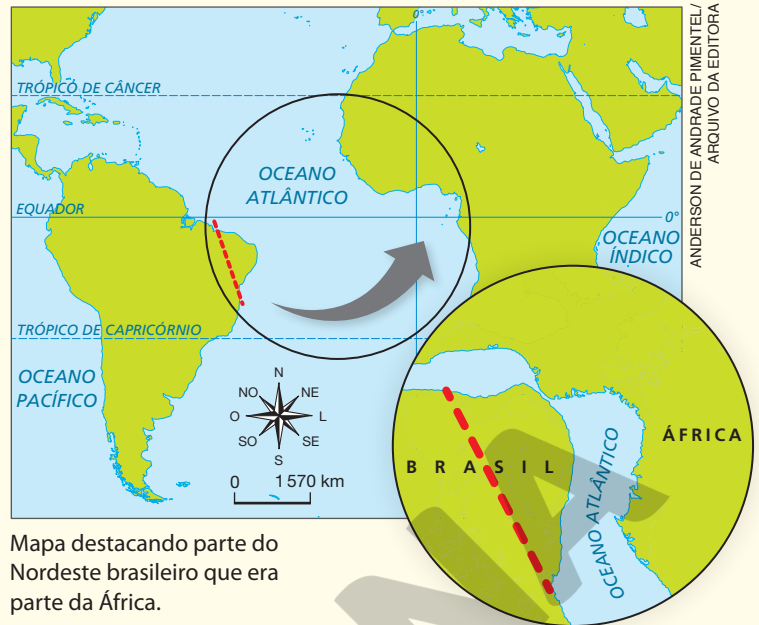 0°
TRÓPICO DE CÂNCER
OCEANO
ATLÂNTICO
EQUADOR
0°
OCEANO
ÍNDICO
TRÓPICO DE CAPRICÓRNIO
OCEANO
PACÍFICO
N
NO
NE
O
L
SO
SE
S
0 1 570 km
BRASIL
ÁFRICA
OCEANO ATLÂNTICO
ANDERSON DE ANDRADE PIMENTEL/
ARQUIVO DA EDITORA
Mapa destacando parte do
Nordeste brasileiro que era
parte da África.